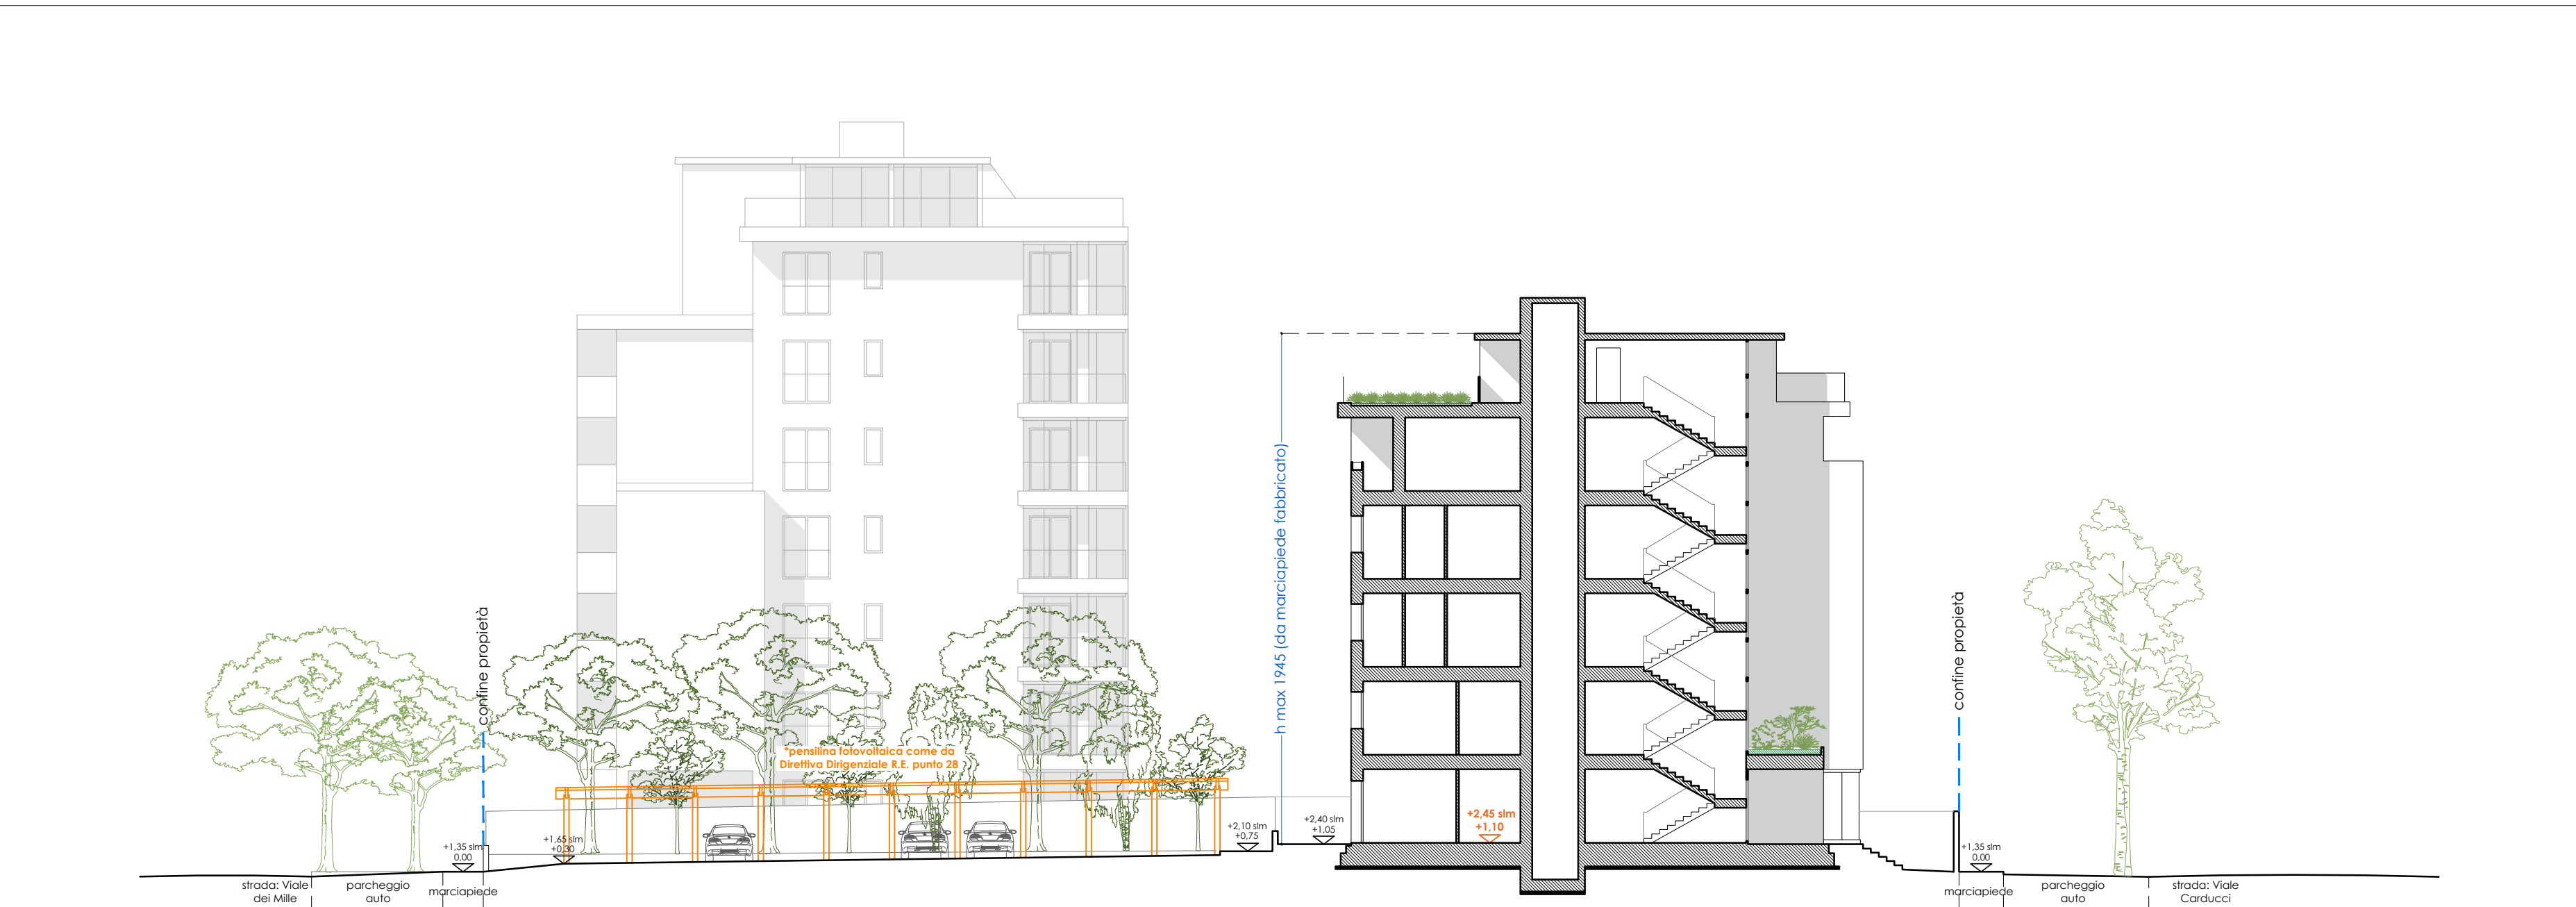 confine propietà
h max 1945 (da marciapiede fabbricato)
confine propietà
*pensilina fotovoltaica come da
Direttiva Dirigenziale R.E. punto 28
+1,35 slm
0,00
+1,65 slm
+0,30
+2,10 slm
+0,75
+2,40 slm
+1,05
+2,45 slm
+1,10
+1,35 slm
0,00
strada: Viale
dei Mille
parcheggio
auto
marciapiede
marciapiede
parcheggio
auto
strada: Viale
Carducci